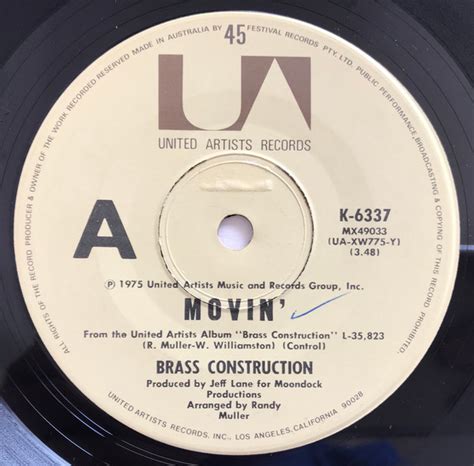 ALL RIGHTS OF THE RECORD PRODUCER & OWNER OF THE WORK RECORDED RESERVED MADE IN AUSTRALIA BY FESTIVAL RECORDS PTY. LTD. PUBLIC PERFORMANCE, BROADCASTING & COPYING OF THIS RECORD PROHIBITED
45
UA
UNITED ARTISTS RECORDS
A
K-6337
MX49033
(UA-XW775-Y)
(3.48)
Ⓟ 1975 United Artists Music and Records Group, Inc.
MOVIN'
From the United Artists Album "Brass Construction" L-35,823
(R. Muller-W. Williamston) (Control)
BRASS CONSTRUCTION
Produced by Jeff Lane for Moondock
Productions
Arranged by Randy
Muller
UNITED ARTISTS RECORDS, INC., LOS ANGELES, CALIFORNIA 90028